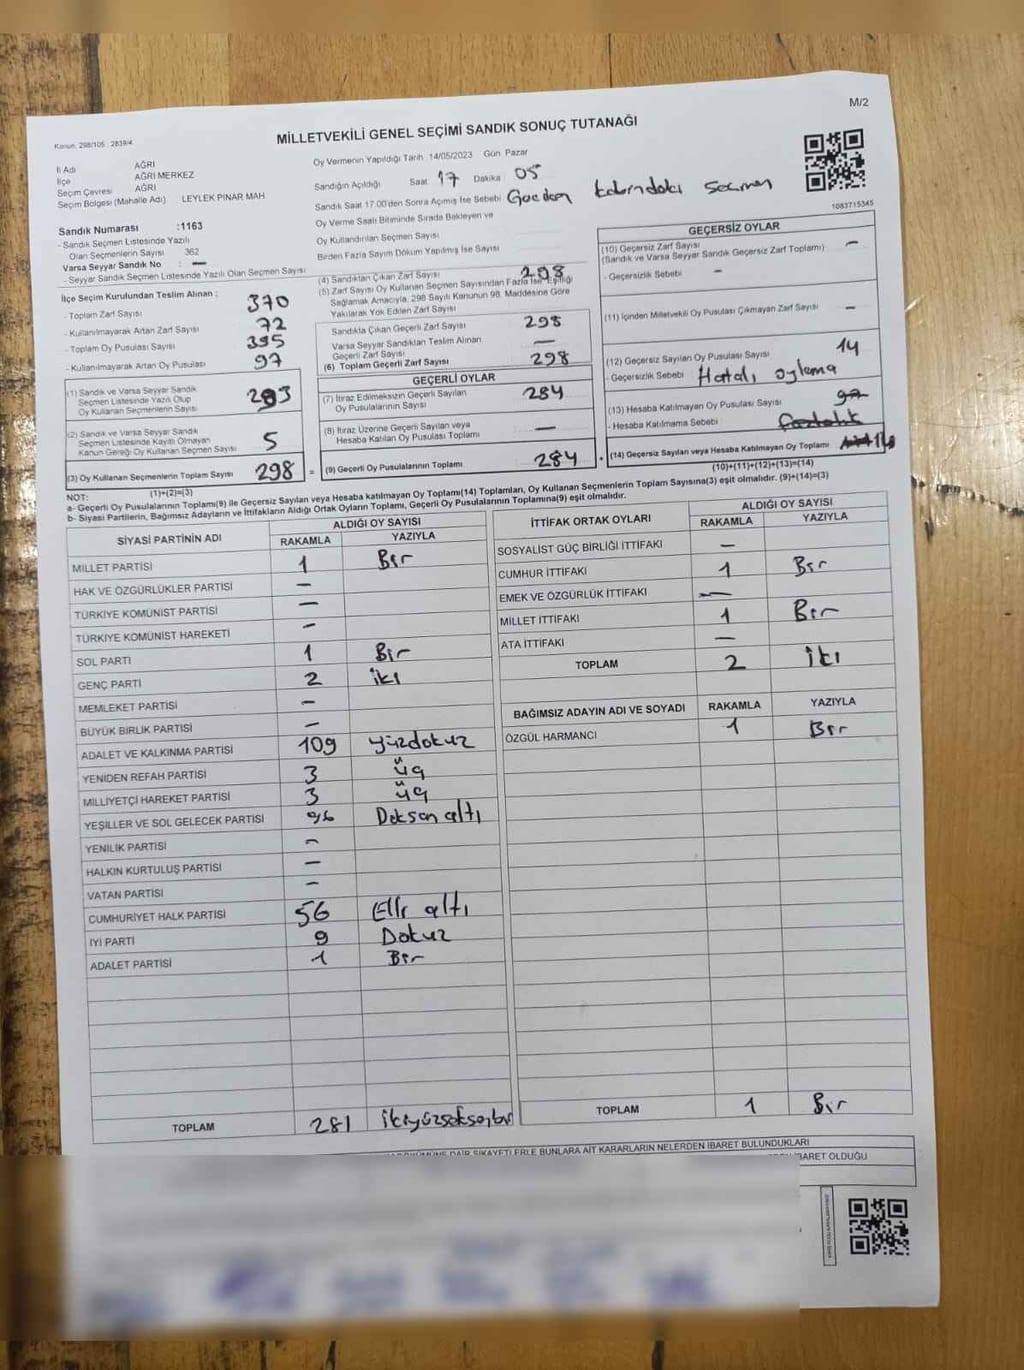 M/2
Kanun: 298/105 : 2839/4
MİLLETVEKİLİ GENEL SEÇİMİ SANDIK SONUÇ TUTANAĞI
İl Adı AĞRI
İlçe AĞRI MERKEZ
Seçim Çevresi AĞRI
Seçim Bölgesi (Mahalle Adı) LEYLEK PINAR MAH
Oy Vermenin Yapıldığı Tarih 14/05/2023 Gün Pazar
Sandığın Açıldığı Saat 17 Dakika 05
Sandık Saat 17.00'den Sonra Açımış İse Sebebi
Oy Verme Saati Bitiminde Sırada Bekleyen ve
Oy Kullandırılan Seçmen Sayısı
Birden Fazla Sayım Döküm Yapılmış İse Sayısı
1083715345
Sandık Numarası :1163
- Sandık Seçmen Listesinde Yazılı
Olan Seçmenlerin Sayısı 362
Varsa Seyyar Sandık No : —
- Seyyar Sandık Seçmen Listesinde Yazılı Olan Seçmen Sayısı
İlçe Seçim Kurulundan Teslim Alınan :
- Toplam Zarf Sayısı 370
- Kullanılmayarak Artan Zarf Sayısı 72
- Toplam Oy Pusulası Sayısı 395
- Kullanılmayarak Artan Oy Pusulası 97
(1) Sandık ve Varsa Seyyar Sandık
Seçmen Listesinde Yazılı Olup
Oy Kullanan Seçmenlerin Sayısı 293
(2) Sandık ve Varsa Seyyar Sandık
Seçmen Listesinde Kayıtlı Olmayan
Kanun Gereği Oy Kullanan Seçmen Sayısı 5
(3) Oy Kullanan Seçmenlerin Toplam Sayısı 298 =
(1)+(2)=(3)
(4) Sandıktan Çıkan Zarf Sayısı 298
(5) Zarf Sayısı Oy Kullanan Seçmen Sayısından Fazla İse, Eşitliği
Sağlamak Amacıyla, 298 Sayılı Kanunun 98. Maddesine Göre
Yakılarak Yok Edilen Zarf Sayısı
Sandıkta Çıkan Geçerli Zarf Sayısı 298
Varsa Seyyar Sandıktan Teslim Alınan
Geçerli Zarf Sayısı —
(6) Toplam Geçerli Zarf Sayısı 298
GEÇERLİ OYLAR
(7) İtiraz Edilmeksizin Geçerli Sayılan
Oy Pusulalarının Sayısı 284
(8) İtiraz Üzerine Geçerli Sayılan veya
Hesaba Katılan Oy Pusulası Toplamı —
(9) Geçerli Oy Pusulalarının Toplamı 284 +
GEÇERSİZ OYLAR
(10) Geçersiz Zarf Sayısı —
(Sandık ve Varsa Seyyar Sandık Geçersiz Zarf Toplamı)
- Geçersizlik Sebebi —
(11) İçinden Milletvekili Oy Pusulası Çıkmayan Zarf Sayısı —
(12) Geçersiz Sayılan Oy Pusulası Sayısı 14
- Geçersizlik Sebebi Hatalı oylama
(13) Hesaba Katılmayan Oy Pusulası Sayısı
- Hesaba Katılmama Sebebi
(14) Geçersiz Sayılan veya Hesaba Katılmayan Oy Toplamı 14
(10)+(11)+(12)+(13)=(14)
NOT:
a- Geçerli Oy Pusulalarının Toplamı(9) ile Geçersiz Sayılan veya Hesaba katılmayan Oy Toplamı(14) Toplamları, Oy Kullanan Seçmenlerin Toplam Sayısına(3) eşit olmalıdır. (9)+(14)=(3)
b- Siyasi Partilerin, Bağımsız Adayların ve İttifakların Aldığı Ortak Oyların Toplamı, Geçerli Oy Pusulalarının Toplamına(9) eşit olmalıdır.
SİYASİ PARTİNİN ADI ALDIĞI OY SAYISI
RAKAMLA YAZIYLA
MİLLET PARTİSİ 1 Bir
HAK VE ÖZGÜRLÜKLER PARTİSİ —
TÜRKİYE KOMÜNİST PARTİSİ —
TÜRKİYE KOMÜNİST HAREKETİ —
SOL PARTİ 1 Bir
GENÇ PARTİ 2 iki
MEMLEKET PARTİSİ —
BÜYÜK BİRLİK PARTİSİ —
ADALET VE KALKINMA PARTİSİ 109 yüzdokuz
YENİDEN REFAH PARTİSİ 3 üç
MİLLİYETÇİ HAREKET PARTİSİ 3 üç
YEŞİLLER VE SOL GELECEK PARTİSİ 96 Doksan altı
YENİLİK PARTİSİ —
HALKIN KURTULUŞ PARTİSİ —
VATAN PARTİSİ —
CUMHURİYET HALK PARTİSİ 56 Elli altı
İYİ PARTİ 9 Dokuz
ADALET PARTİSİ 1 Bir
TOPLAM 281
İTTİFAK ORTAK OYLARI ALDIĞI OY SAYISI
RAKAMLA YAZIYLA
SOSYALİST GÜÇ BİRLİĞİ İTTİFAKI —
CUMHUR İTTİFAKI 1 Bir
EMEK VE ÖZGÜRLÜK İTTİFAKI —
MİLLET İTTİFAKI 1 Bir
ATA İTTİFAKI —
TOPLAM 2 İki
BAĞIMSIZ ADAYIN ADI VE SOYADI RAKAMLA YAZIYLA
ÖZGÜL HARMANCI 1 Bir
TOPLAM 1 Bir
DAİR ŞİKAYETLERLE BUNLARA AİT KARARLARIN NELERDEN İBARET BULUNDUKLARI
İBARET OLDUĞU